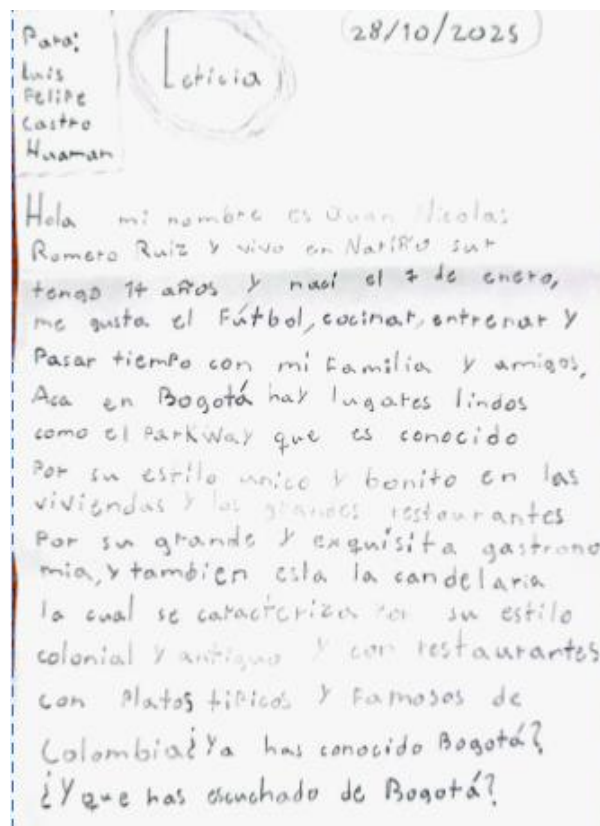 28/10/2025
Para:
Luis
Felipe
Castro
Huaman
Leticia
Hola mi nombre es Juan Nicolas
Romero Ruiz y vivo en Nariño sur
tengo 14 años y naci el 7 de enero,
me gusta el Fútbol, cocinar, entrenar y
Pasar tiempo con mi familia y amigos,
Aca en Bogotá hay lugares lindos
como el Parkway que es conocido
Por su estilo unico y bonito en las
viviendas y los grandes restaurantes
Por su grande y exquisita gastrono
mia, y tambien esta la candelaria
la cual se caracteriza por su estilo
colonial y antiguo y con restaurantes
con Platos tipicos y Famosos de
Colombia¿Ya has conocido Bogotá?
¿Y que has escuchado de Bogotá?